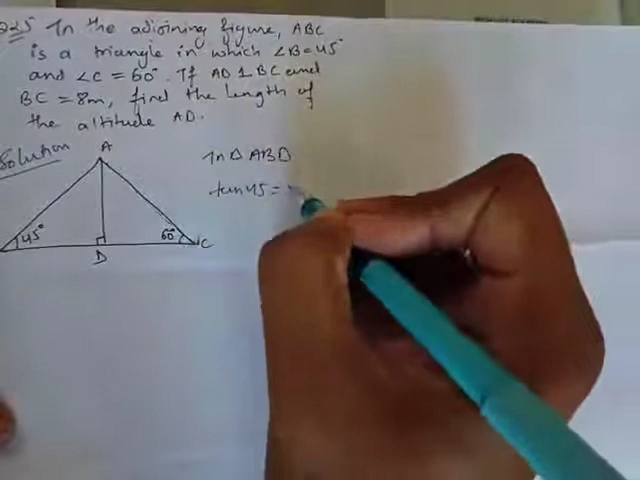 225 In the adjoining figure, ABC
is a triangle in which ∠B=45°
and ∠C = 60°. If AD ⊥ BC and
BC = 8m, find the length of
the altitude AD.
Solution
A
In Δ ABD
tan 45 =
45°
60°
C
D